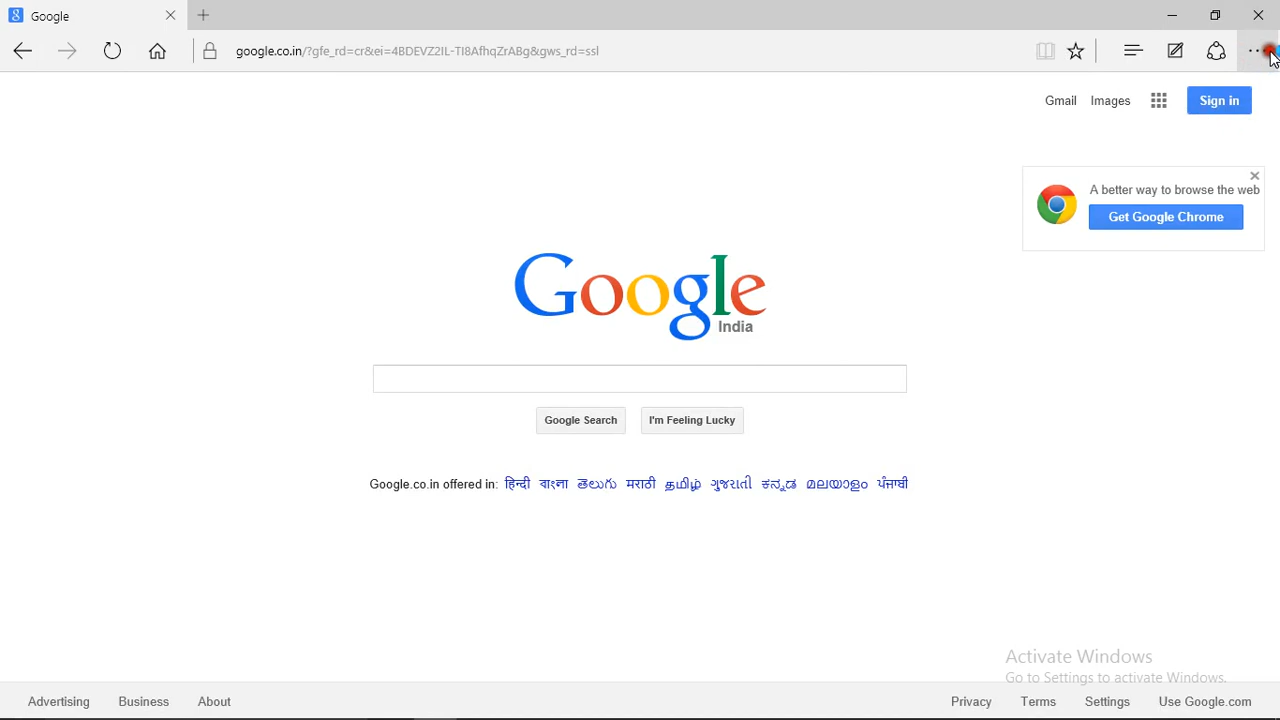 Google
google.co.in/?gfe_rd=cr&ei=4BDEVZ2IL-TI8AfhqZrABg&gws_rd=ssl
Gmail Images Sign in
A better way to browse the web
Get Google Chrome
Google
India
Google Search I'm Feeling Lucky
Google.co.in offered in: हिन्दी বাংলা తెలుగు मराठी தமிழ் ગુજરાતી ಕನ್ನಡ മലയാളം ਪੰਜਾਬੀ
Activate Windows
Go to Settings to activate Windows.
Advertising Business About Privacy Terms Settings Use Google.com